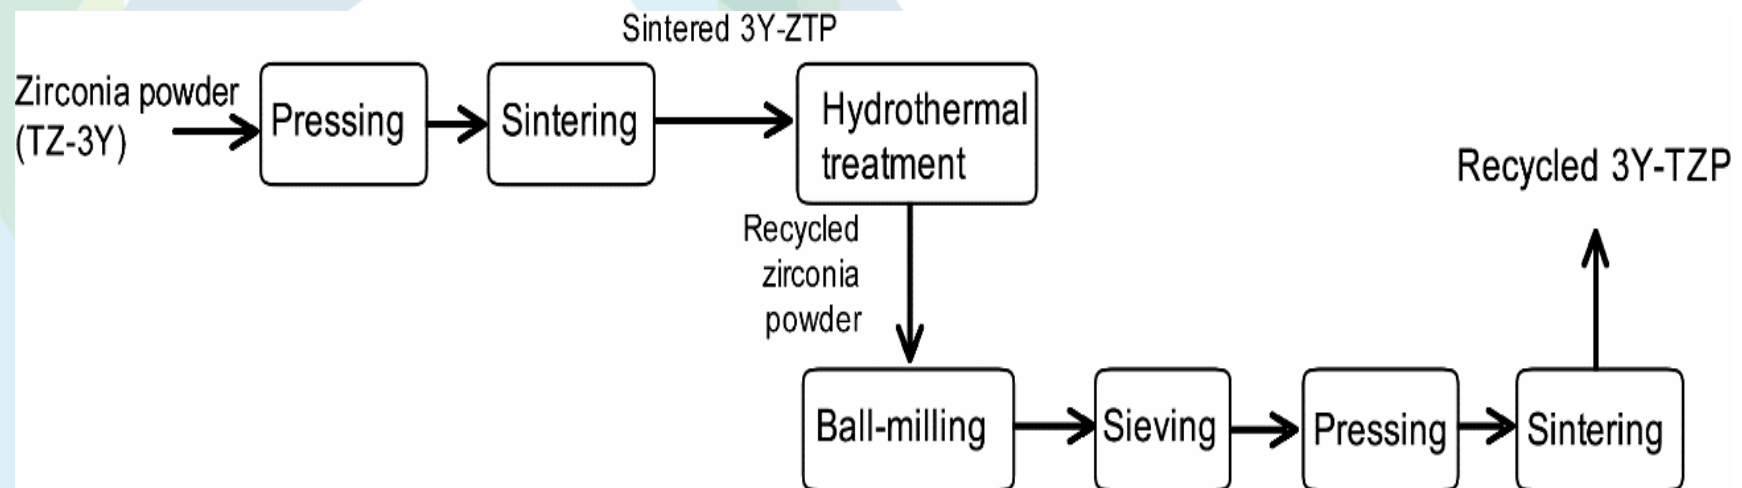 Sintered 3Y-ZTP
Zirconia powder
(TZ-3Y)
Pressing
Sintering
Hydrothermal
treatment
Recycled
zirconia
powder
Ball-milling
Sieving
Pressing
Sintering
Recycled 3Y-TZP